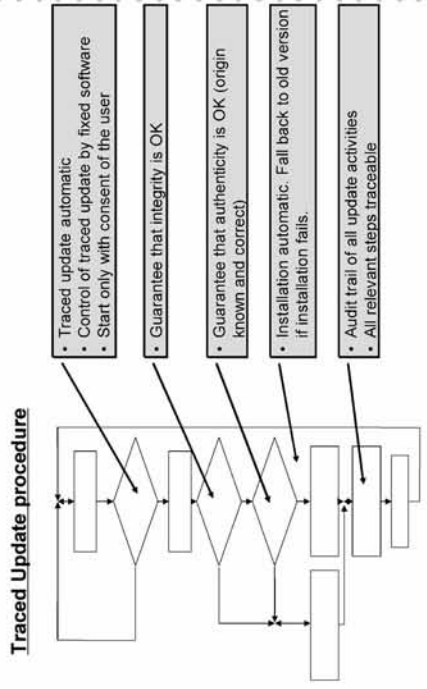 Traced Update procedure
• Traced update automatic
• Control of traced update by fixed software
• Start only with consent of the user
• Guarantee that integrity is OK
• Guarantee that authenticity is OK (origin
known and correct)
• Installation automatic. Fall back to old version
if installation fails.
• Audit trail of all update activities
• All relevant steps traceable